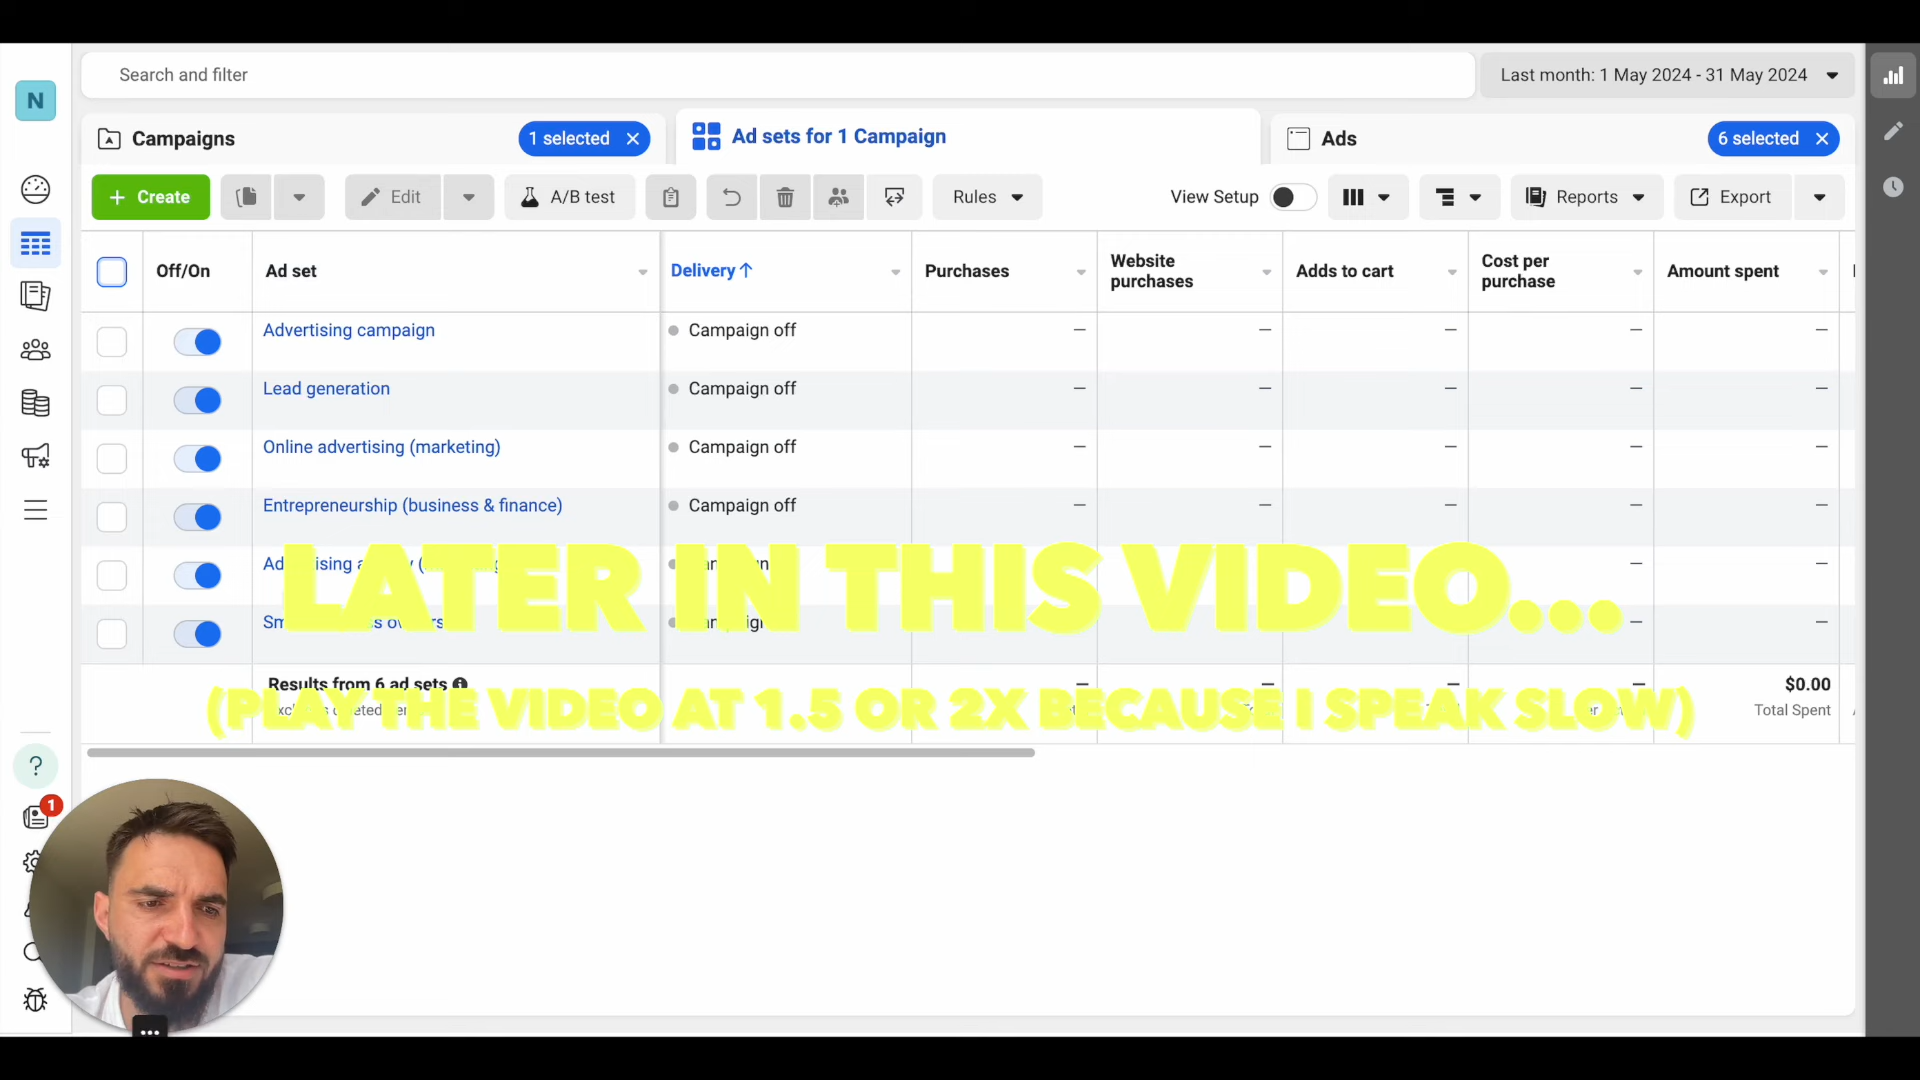 Search and filter
Last month: 1 May 2024 - 31 May 2024
N
Campaigns
1 selected
Ad sets for 1 Campaign
Ads
6 selected
Create
Edit
A/B test
Rules
View Setup
Reports
Export
Off/On
Ad set
Delivery
Purchases
Website purchases
Adds to cart
Cost per purchase
Amount spent
Advertising campaign
Campaign off
Lead generation
Campaign off
Online advertising (marketing)
Campaign off
Entrepreneurship (business & finance)
Campaign off
LATER IN THIS VIDEO...
Results from 6 ad sets
$0.00
(PLAY THE VIDEO AT 1.5 OR 2X BECAUSE I SPEAK SLOW)
Total Spent
?
1